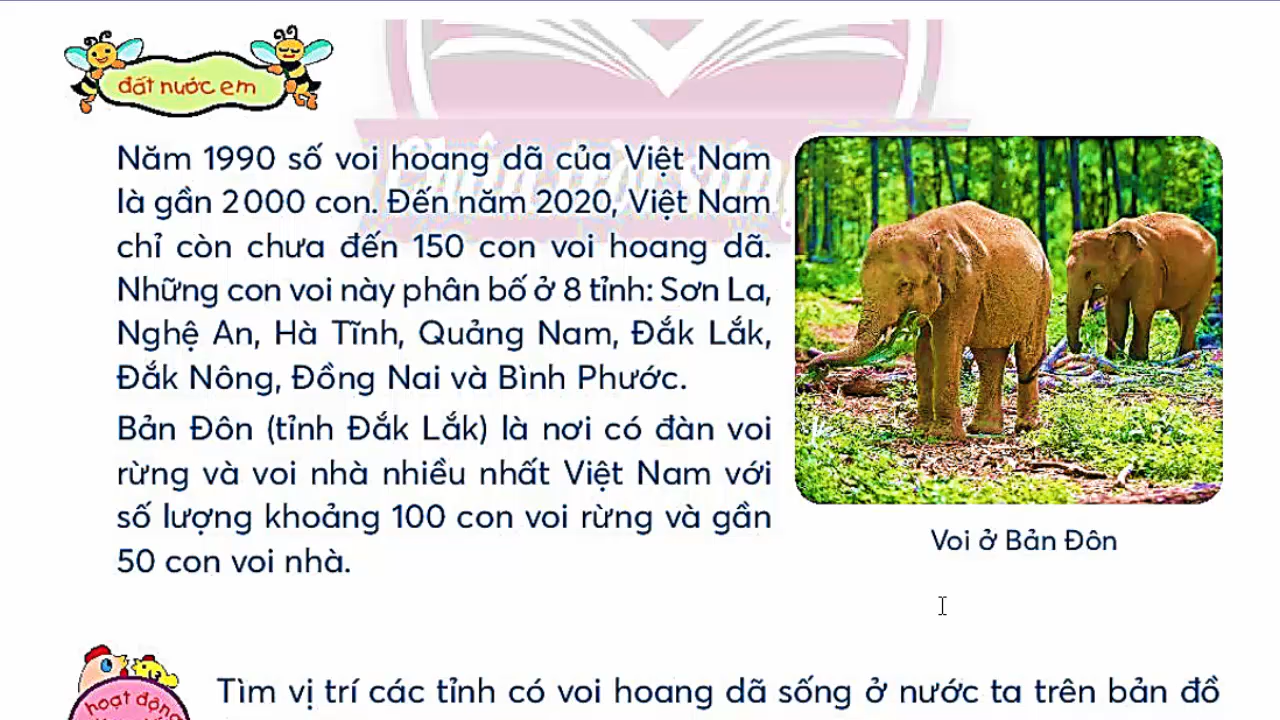 đất nước em
Năm 1990 số voi hoang dã của Việt Nam
là gần 2 000 con. Đến năm 2020, Việt Nam
chỉ còn chưa đến 150 con voi hoang dã.
Những con voi này phân bố ở 8 tỉnh: Sơn La,
Nghệ An, Hà Tĩnh, Quảng Nam, Đắk Lắk,
Đắk Nông, Đồng Nai và Bình Phước.
Bản Đôn (tỉnh Đắk Lắk) là nơi có đàn voi
rừng và voi nhà nhiều nhất Việt Nam với
số lượng khoảng 100 con voi rừng và gần
50 con voi nhà.
Voi ở Bản Đôn
hoạt động
Tìm vị trí các tỉnh có voi hoang dã sống ở nước ta trên bản đồ